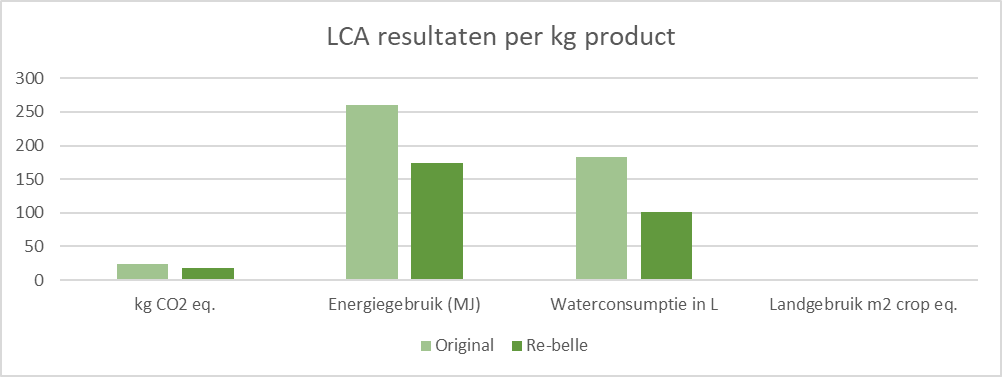 LCA resultaten per kg product
300
250
200
150
100
50
0
kg CO2 eq.
Energiegebruik (MJ)
Waterconsumptie in L
Landgebruik m2 crop eq.
Original
Re-belle